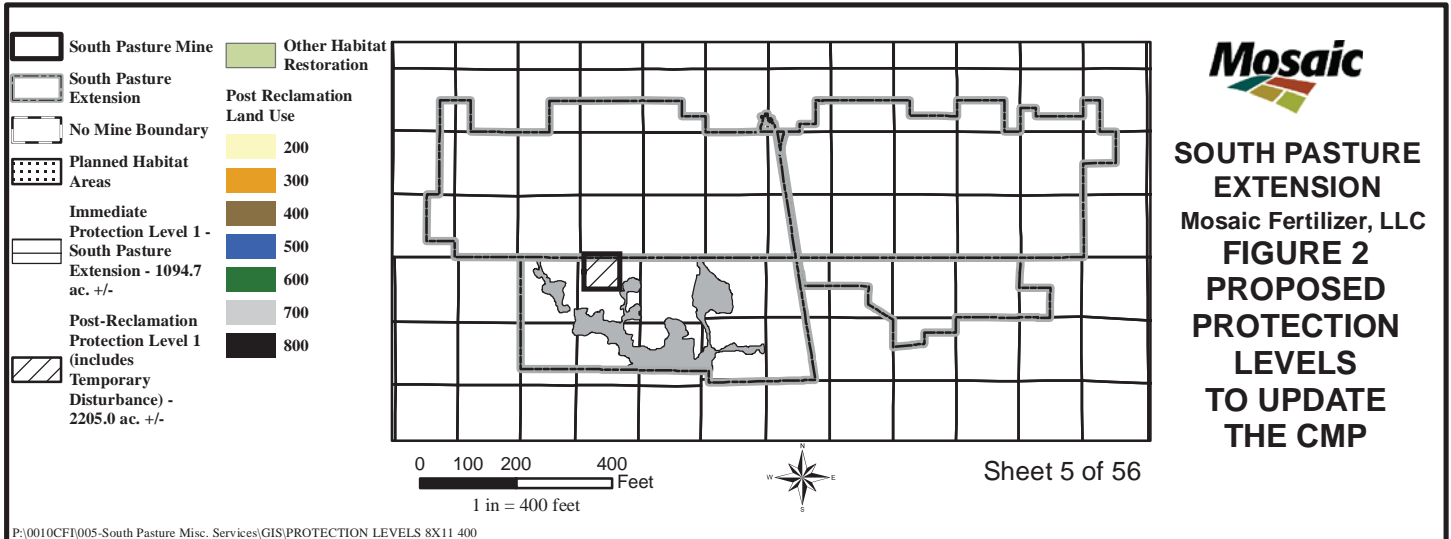 South Pasture Mine
South Pasture
Extension
No Mine Boundary
Planned Habitat
Areas
Immediate
Protection Level 1 -
South Pasture
Extension - 1094.7
ac. +/-
Post-Reclamation
Protection Level 1
(includes
Temporary
Disturbance) -
2205.0 ac. +/-
Other Habitat
Restoration
Post Reclamation
Land Use
200
300
400
500
600
700
800
0 100 200 400
Feet
1 in = 400 feet
N
W E
S
Sheet 5 of 56
Mosaic
SOUTH PASTURE
EXTENSION
Mosaic Fertilizer, LLC
FIGURE 2
PROPOSED
PROTECTION
LEVELS
TO UPDATE
THE CMP
P:\0010CFI\005-South Pasture Misc. Services\GIS\PROTECTION LEVELS 8X11 400